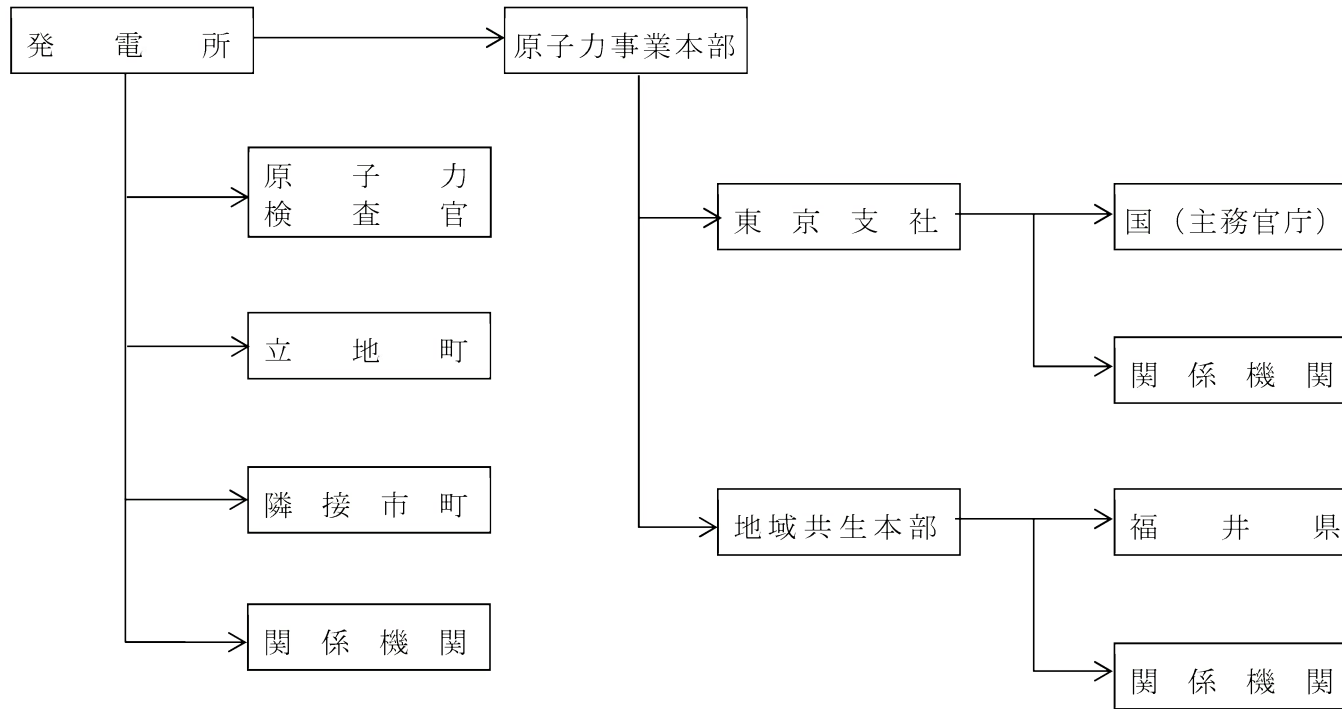 発電所
原子力事業本部
原子力
検査官
東京支社
国（主務官庁）
立地町
関係機関
隣接市町
地域共生本部
福井県
関係機関
関係機関